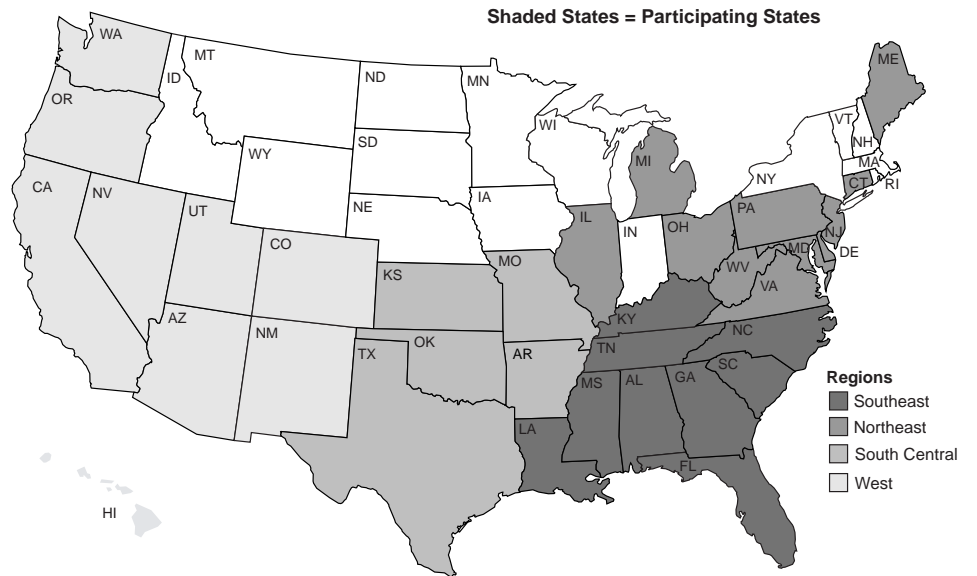 Shaded States = Participating States
WA
MT
ME
ID
ND
MN
OR
VT
WI
NH
SD
MI
MA
WY
NY
CT
RI
CA
NV
NE
IA
PA
UT
IL
OH
NJ
CO
IN
MD
DE
MO
WV
KS
VA
AZ
KY
NC
NM
OK
TN
TX
AR
SC
MS
AL
GA
Regions
Southeast
LA
Northeast
South Central
FL
West
HI